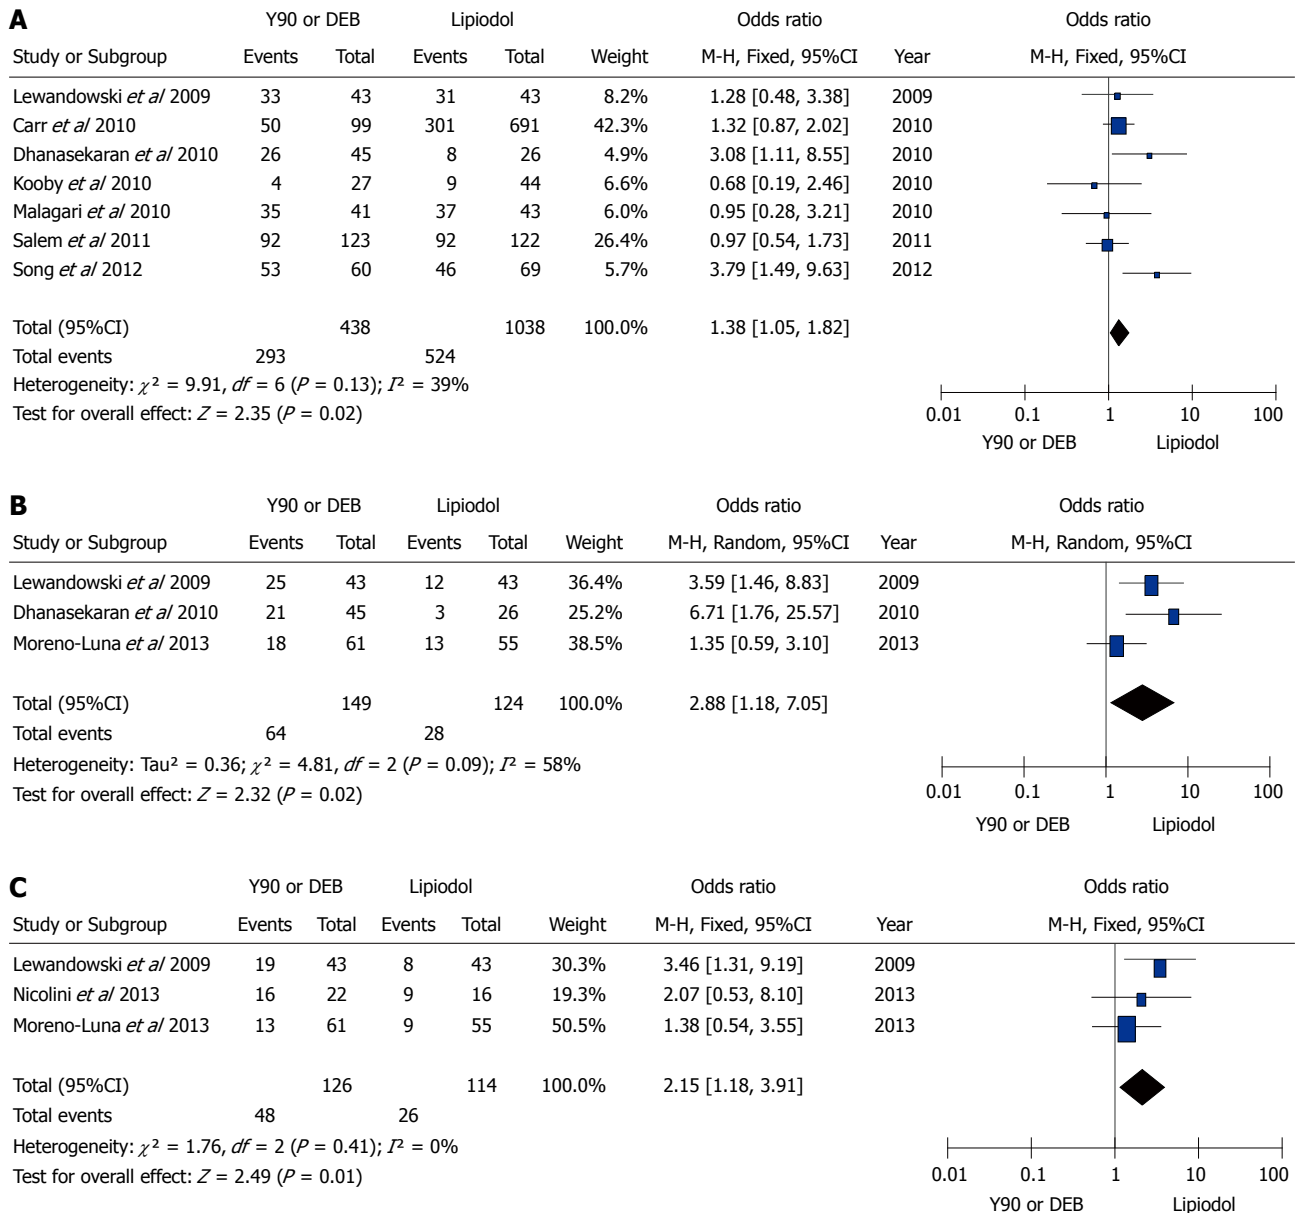 A
Y90 or DEB Lipiodol Odds ratio Odds ratio
Study or Subgroup Events Total Events Total Weight M-H, Fixed, 95%CI Year M-H, Fixed, 95%CI
Lewandowski et al 2009 33 43 31 43 8.2% 1.28 [0.48, 3.38] 2009
Carr et al 2010 50 99 301 691 42.3% 1.32 [0.87, 2.02] 2010
Dhanasekaran et al 2010 26 45 8 26 4.9% 3.08 [1.11, 8.55] 2010
Kooby et al 2010 4 27 9 44 6.6% 0.68 [0.19, 2.46] 2010
Malagari et al 2010 35 41 37 43 6.0% 0.95 [0.28, 3.21] 2010
Salem et al 2011 92 123 92 122 26.4% 0.97 [0.54, 1.73] 2011
Song et al 2012 53 60 46 69 5.7% 3.79 [1.49, 9.63] 2012
Total (95%CI) 438 1038 100.0% 1.38 [1.05, 1.82]
Total events 293 524
Heterogeneity: χ² = 9.91, df = 6 (P = 0.13); I² = 39%
Test for overall effect: Z = 2.35 (P = 0.02)
0.01 0.1 1 10 100
Y90 or DEB Lipiodol
B
Y90 or DEB Lipiodol Odds ratio Odds ratio
Study or Subgroup Events Total Events Total Weight M-H, Random, 95%CI Year M-H, Random, 95%CI
Lewandowski et al 2009 25 43 12 43 36.4% 3.59 [1.46, 8.83] 2009
Dhanasekaran et al 2010 21 45 3 26 25.2% 6.71 [1.76, 25.57] 2010
Moreno-Luna et al 2013 18 61 13 55 38.5% 1.35 [0.59, 3.10] 2013
Total (95%CI) 149 124 100.0% 2.88 [1.18, 7.05]
Total events 64 28
Heterogeneity: Tau² = 0.36; χ² = 4.81, df = 2 (P = 0.09); I² = 58%
Test for overall effect: Z = 2.32 (P = 0.02)
0.01 0.1 1 10 100
Y90 or DEB Lipiodol
C
Y90 or DEB Lipiodol Odds ratio Odds ratio
Study or Subgroup Events Total Events Total Weight M-H, Fixed, 95%CI Year M-H, Fixed, 95%CI
Lewandowski et al 2009 19 43 8 43 30.3% 3.46 [1.31, 9.19] 2009
Nicolini et al 2013 16 22 9 16 19.3% 2.07 [0.53, 8.10] 2013
Moreno-Luna et al 2013 13 61 9 55 50.5% 1.38 [0.54, 3.55] 2013
Total (95%CI) 126 114 100.0% 2.15 [1.18, 3.91]
Total events 48 26
Heterogeneity: χ² = 1.76, df = 2 (P = 0.41); I² = 0%
Test for overall effect: Z = 2.49 (P = 0.01)
0.01 0.1 1 10 100
Y90 or DEB Lipiodol